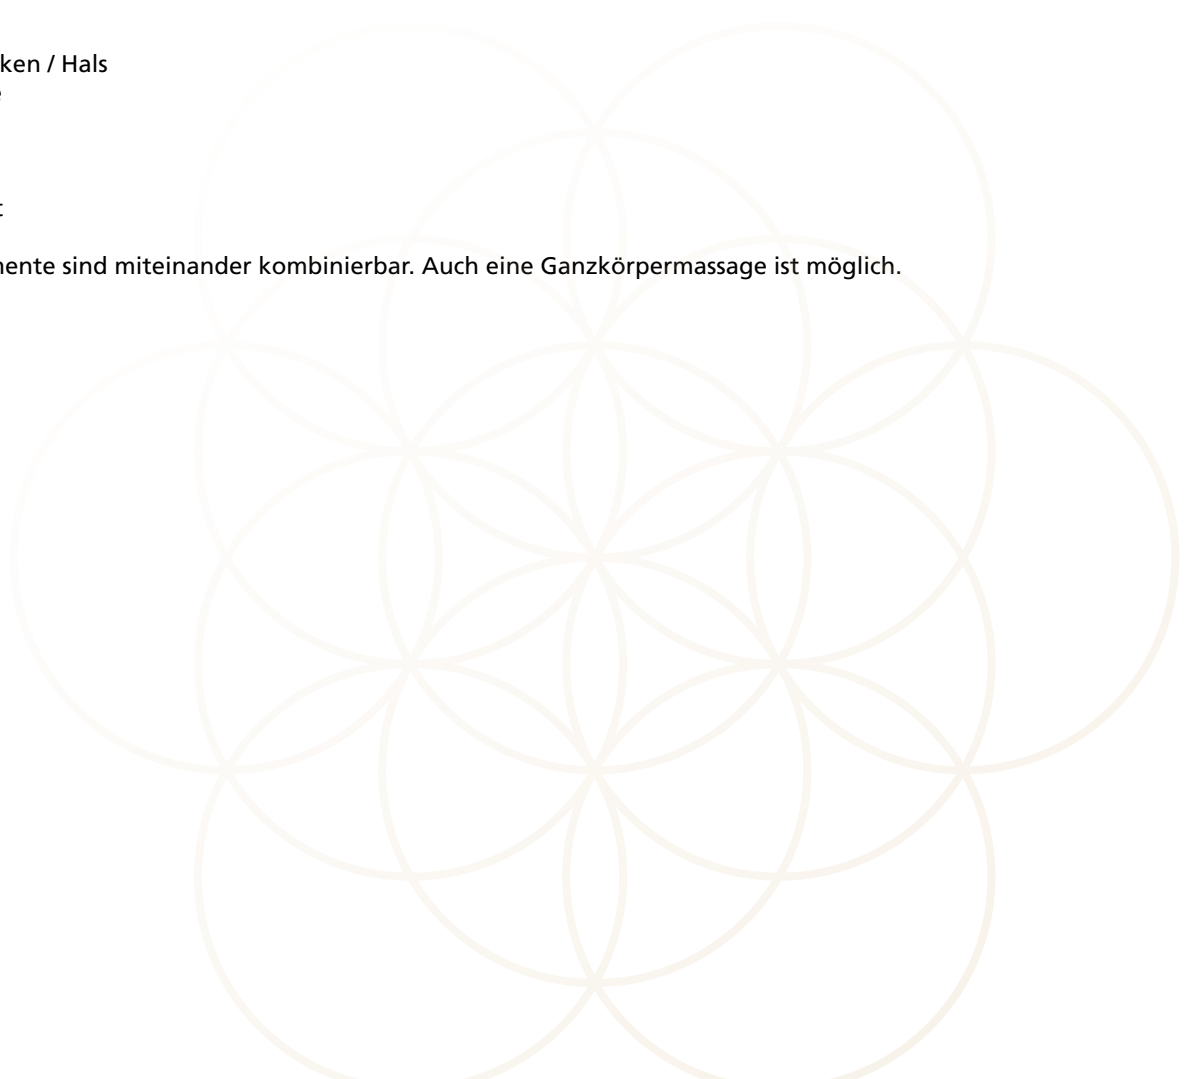 ken / Hals
mente sind miteinander kombinierbar. Auch eine Ganzkörpermassage ist möglich.